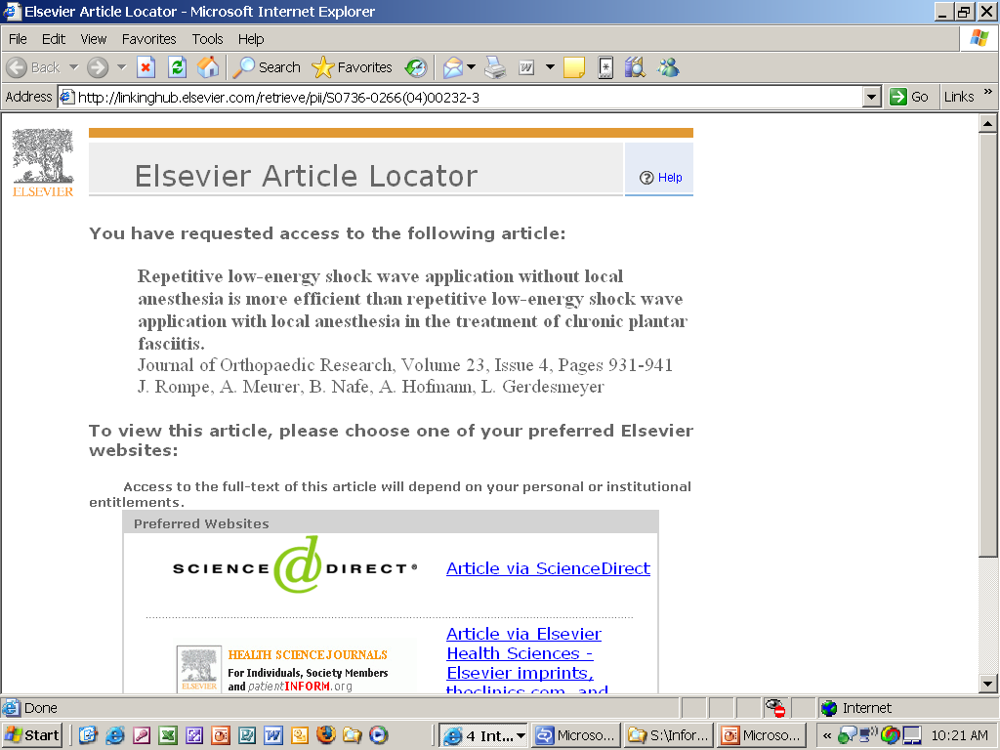 Elsevier Article Locator - Microsoft Internet Explorer
File Edit View Favorites Tools Help
Back Search Favorites
Address http://linkinghub.elsevier.com/retrieve/pii/S0736-0266(04)00232-3 Go Links »
ELSEVIER
Elsevier Article Locator
? Help
You have requested access to the following article:
Repetitive low-energy shock wave application without local
anesthesia is more efficient than repetitive low-energy shock wave
application with local anesthesia in the treatment of chronic plantar
fasciitis.
Journal of Orthopaedic Research, Volume 23, Issue 4, Pages 931-941
J. Rompe, A. Meurer, B. Nafe, A. Hofmann, L. Gerdesmeyer
To view this article, please choose one of your preferred Elsevier
websites:
Access to the full-text of this article will depend on your personal or institutional
entitlements.
Preferred Websites
SCIENCE @ DIRECT®
Article via ScienceDirect
ELSEVIER
HEALTH SCIENCE JOURNALS
For Individuals, Society Members
and patientINFORM.org
Article via Elsevier
Health Sciences -
Elsevier imprints,
theclinics.com, and
Done Internet
Start 4 Int... Microso... S:\Infor... Microso... « 10:21 AM